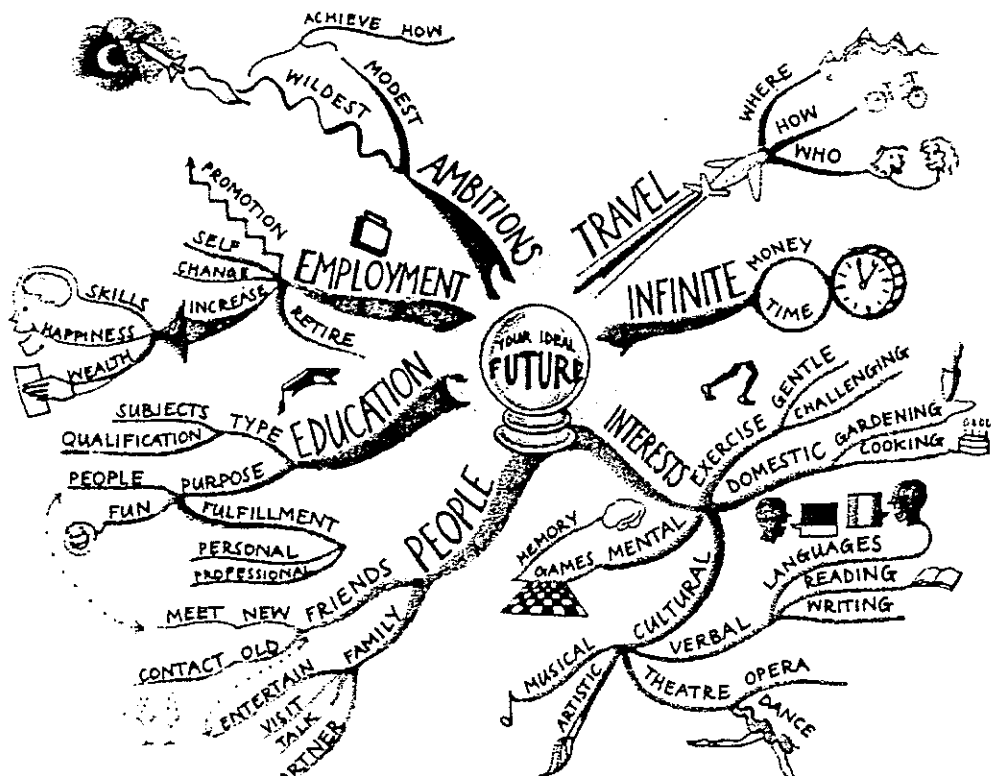 YOUR IDEAL
FUTURE
AMBITIONS
MODEST
ACHIEVE HOW
WILDEST
TRAVEL
WHERE
HOW
WHO
INFINITE
MONEY
TIME
INTERESTS
EXERCISE
GENTLE
CHALLENGING
DOMESTIC
GARDENING
COOKING
MENTAL
MEMORY
GAMES
CULTURAL
VERBAL
LANGUAGES
READING
WRITING
THEATRE
OPERA
DANCE
ARTISTIC
MUSICAL
PEOPLE
FRIENDS
MEET NEW
CONTACT OLD
FAMILY
ENTERTAIN
VISIT
TALK
EDUCATION
TYPE
SUBJECTS
QUALIFICATION
PURPOSE
PEOPLE
FUN
FULFILLMENT
PERSONAL
PROFESSIONAL
EMPLOYMENT
PROMOTION
SELF
CHANGE
INCREASE
SKILLS
HAPPINESS
WEALTH
RETIRE